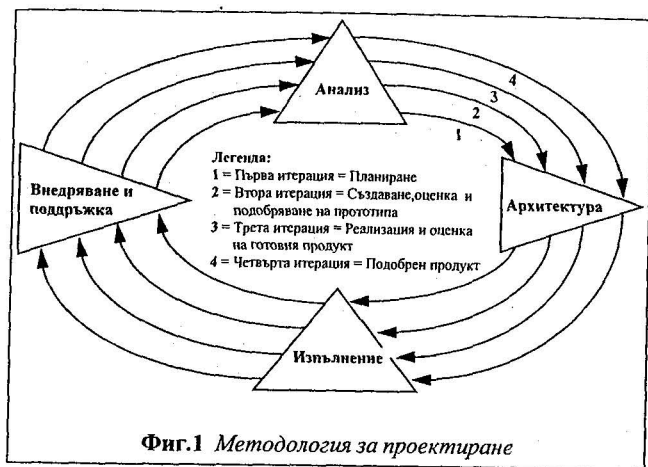 Анализ
4
3
2
1
Легенда:
1 = Първа итерация = Планиране
2 = Втора итерация = Създаване,оценка и
подобряване на прототипа
3 = Трета итерация = Реализация и оценка
на готовия продукт
4 = Четвърта итерация = Подобрен продукт
Внедряване и
поддръжка
Архитектура
Изпълнение
Фиг.1 Методология за проектиране